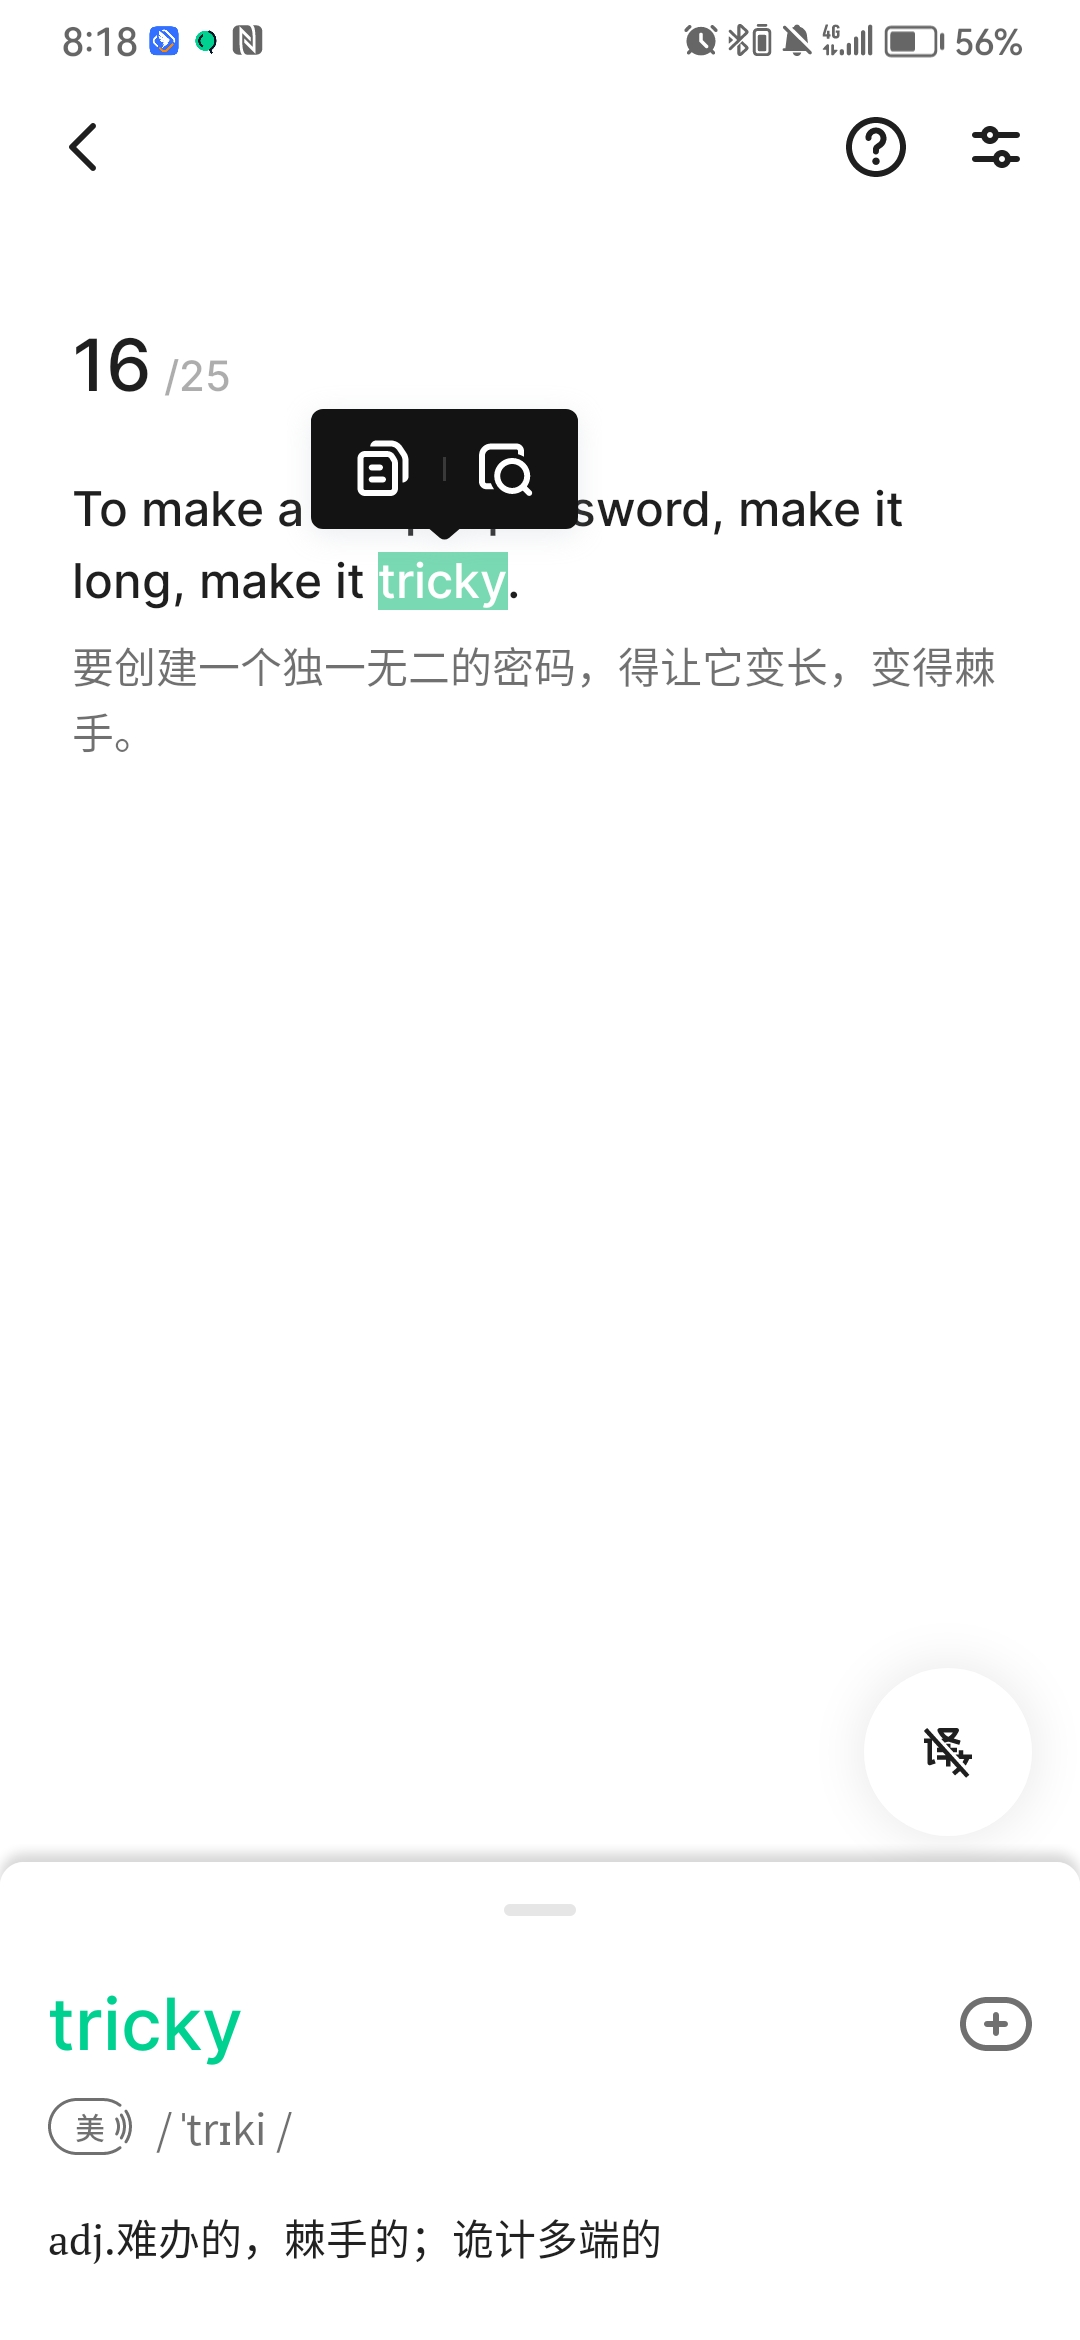 8:18
4G
56%
16 /25
To make a sword, make it
long, make it tricky.
要创建一个独一无二的密码，得让它变长，变得棘
手。
tricky
美 / ˈtrɪki /
adj.难办的，棘手的；诡计多端的